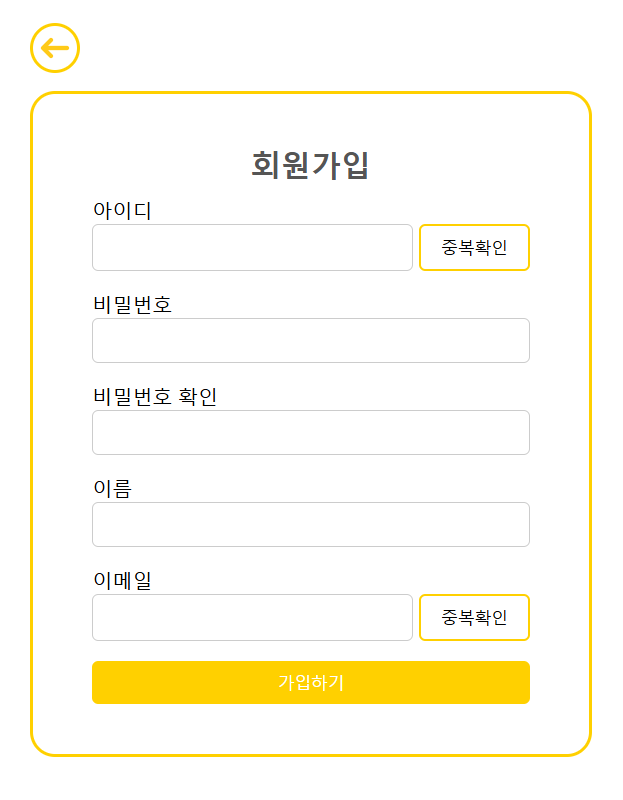 회원가입
아이디
중복확인
비밀번호
비밀번호 확인
이름
이메일
중복확인
가입하기